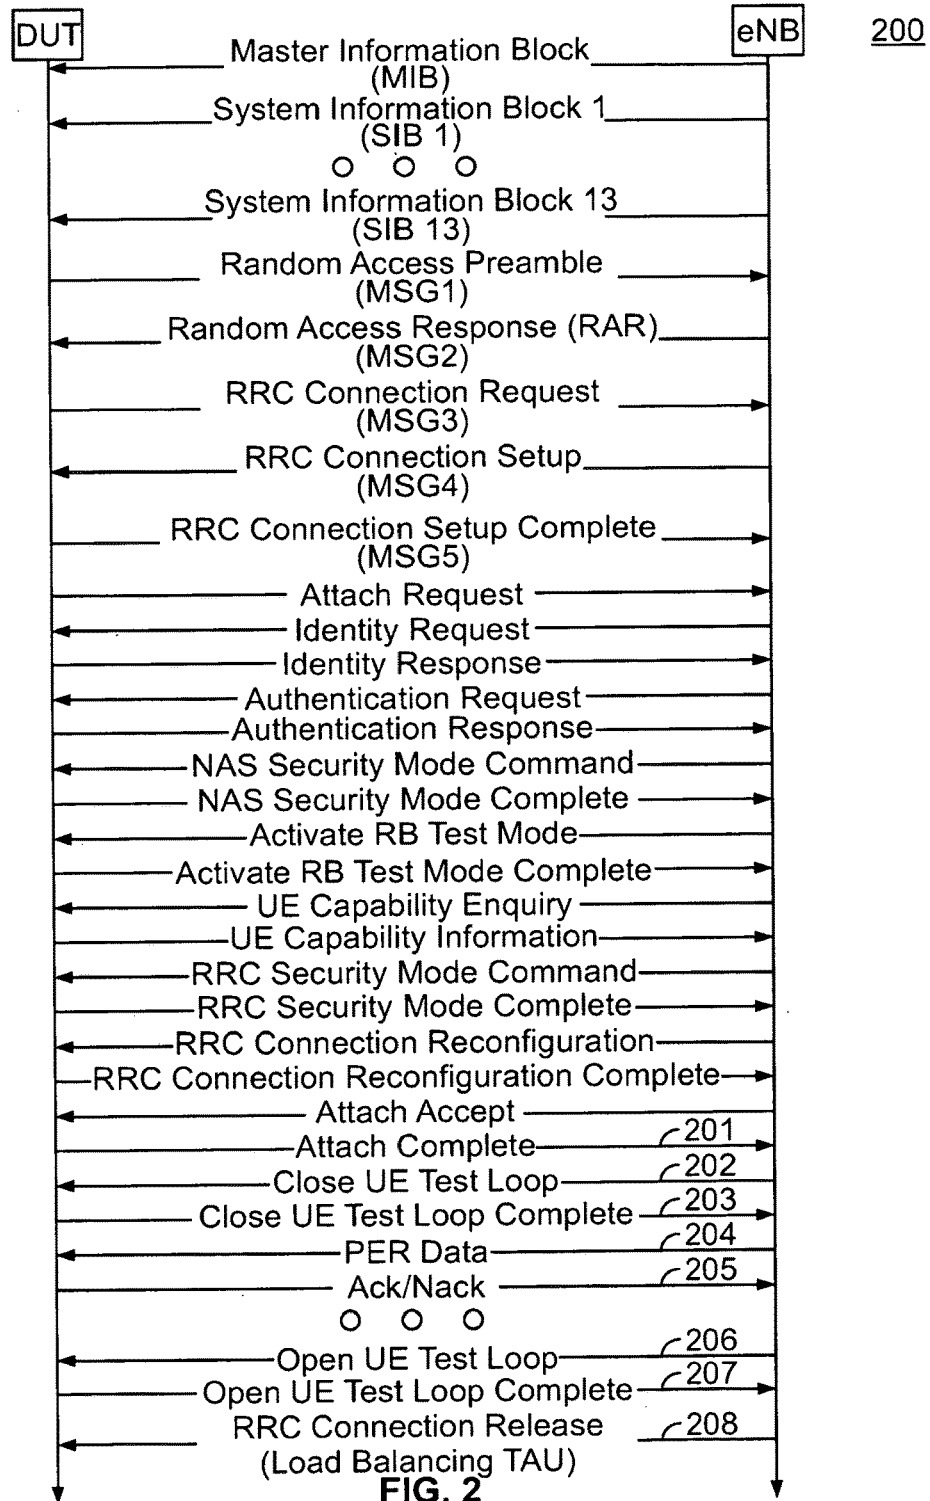 DUT
eNB
200
Master Information Block
(MIB)
System Information Block 1
(SIB 1)
System Information Block 13
(SIB 13)
Random Access Preamble
(MSG1)
Random Access Response (RAR)
(MSG2)
RRC Connection Request
(MSG3)
RRC Connection Setup
(MSG4)
RRC Connection Setup Complete
(MSG5)
Attach Request
Identity Request
Identity Response
Authentication Request
Authentication Response
NAS Security Mode Command
NAS Security Mode Complete
Activate RB Test Mode
Activate RB Test Mode Complete
UE Capability Enquiry
UE Capability Information
RRC Security Mode Command
RRC Security Mode Complete
RRC Connection Reconfiguration
RRC Connection Reconfiguration Complete
Attach Accept
Attach Complete 201
Close UE Test Loop 202
Close UE Test Loop Complete 203
PER Data 204
Ack/Nack 205
Open UE Test Loop 206
Open UE Test Loop Complete 207
RRC Connection Release 208
(Load Balancing TAU)
FIG. 2